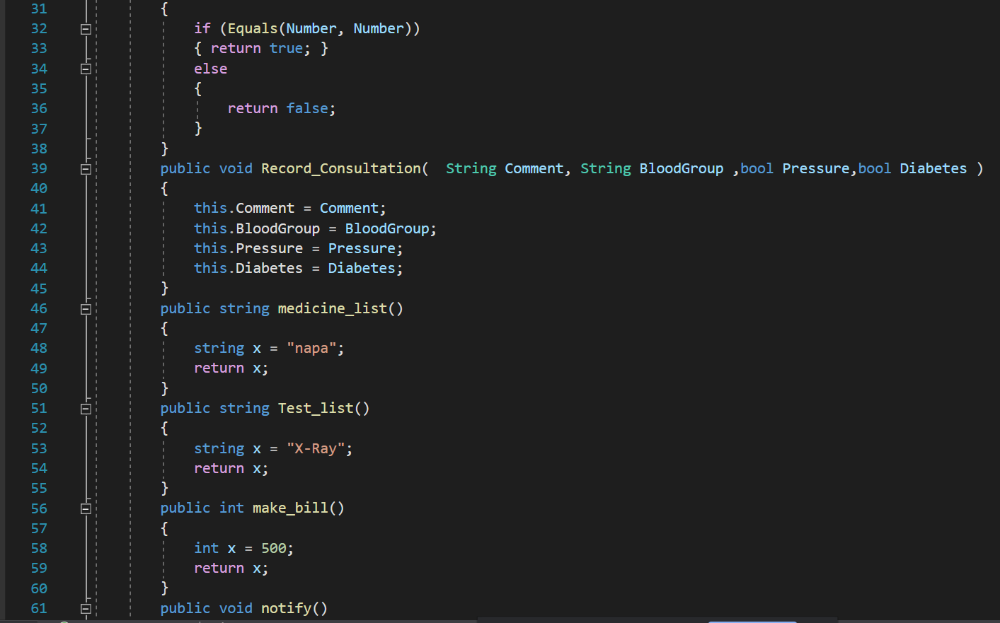 31 {
32 if (Equals(Number, Number))
33 { return true; }
34 else
35 {
36 return false;
37 }
38 }
39 public void Record_Consultation(  String Comment, String BloodGroup ,bool Pressure,bool Diabetes )
40 {
41 this.Comment = Comment;
42 this.BloodGroup = BloodGroup;
43 this.Pressure = Pressure;
44 this.Diabetes = Diabetes;
45 }
46 public string medicine_list()
47 {
48 string x = "napa";
49 return x;
50 }
51 public string Test_list()
52 {
53 string x = "X-Ray";
54 return x;
55 }
56 public int make_bill()
57 {
58 int x = 500;
59 return x;
60 }
61 public void notify()